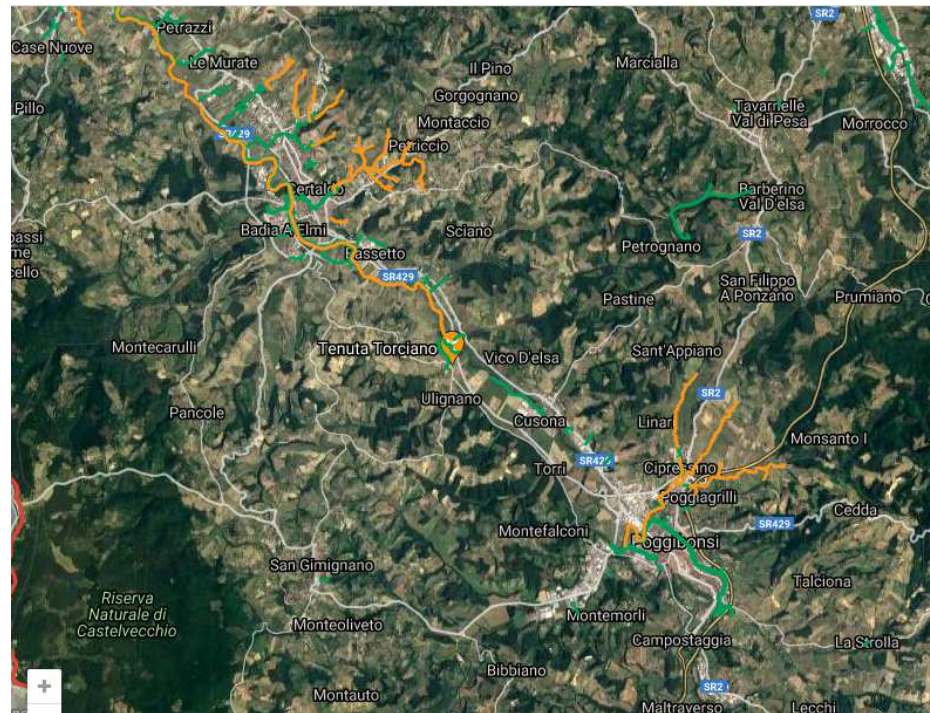 Petrazzi
SR2
Case Nuove
Le Murate
Il Pino
Marcialla
Pillo
Gorgognano
Tavarnelle
Val di Pesa
Montaccio
Morrocco
SR429
Petriccio
Certaldo
Barberino
Val D'elsa
Badia A Elmi
Sciano
Petrognano
SR2
Bassetto
SR429
San Filippo
A Ponzano
Pastine
Prumiano
Montecarulli
Tenuta Torciano
Vico D'elsa
Sant'Appiano
Ulignano
SR2
Pancole
Cusona
Linari
Monsanto I
Torri
SR429
Cipressano
Poggiagrilli
Cedda
Montefalconi
SR429
Poggibonsi
San Gimignano
Talciona
Riserva
Naturale di
Castelvecchio
Monteoliveto
Montemorli
Campostaggia
La Strolla
Bibbiano
Montauto
SR2
Maltraverso
Lecchi
+